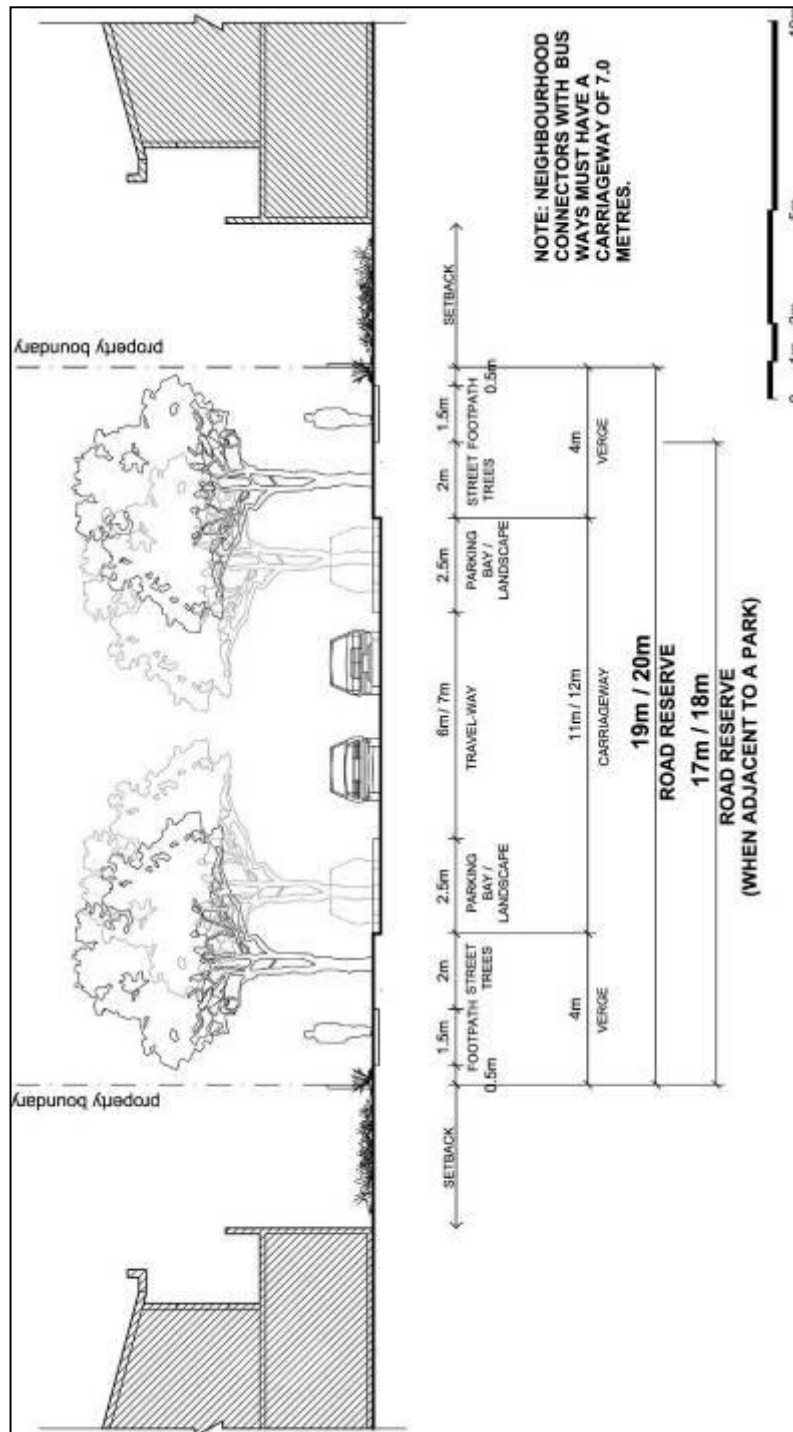 property boundary
property boundary
SETBACK
0.5m
1.5m
FOOTPATH
2m
STREET
TREES
2.5m
PARKING
BAY /
LANDSCAPE
6m/ 7m
TRAVEL-WAY
2.5m
PARKING
BAY /
LANDSCAPE
2m
STREET
TREES
1.5m
FOOTPATH
0.5m
SETBACK
4m
VERGE
11m / 12m
CARRIAGEWAY
4m
VERGE
19m / 20m
ROAD RESERVE
17m / 18m
ROAD RESERVE
(WHEN ADJACENT TO A PARK)
NOTE: NEIGHBOURHOOD
CONNECTORS WITH BUS
WAYS MUST HAVE A
CARRIAGEWAY OF 7.0
METRES.